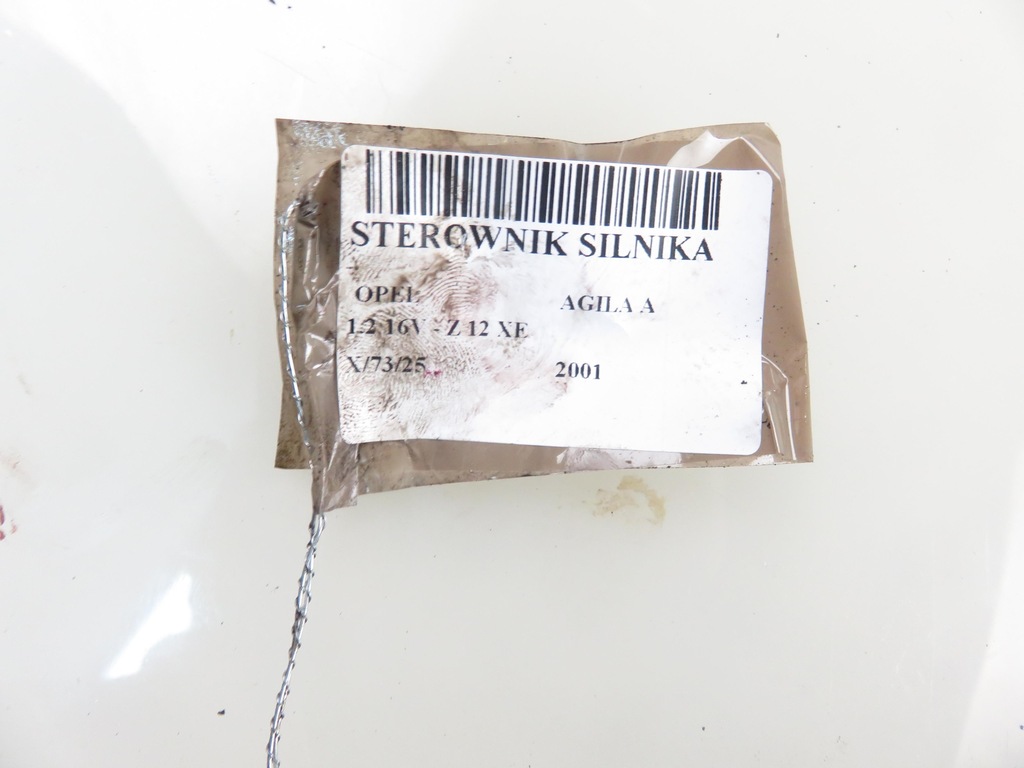 STEROWNIK SILNIKA
OPEL AGILA A
1.2 16V - Z 12 XE
X/73/25 2001